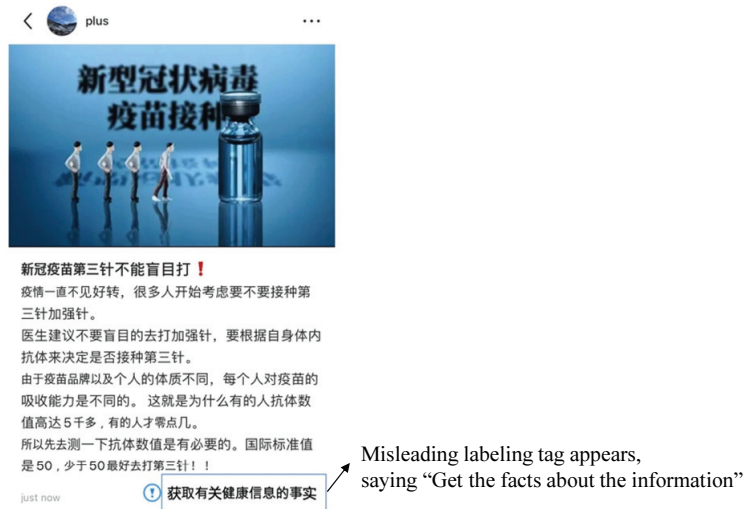 plus
新型冠状病毒
疫苗接种
新冠疫苗第三针不能盲目打❗
疫情一直不见好转，很多人开始考虑要不要接种第
三针加强针。
医生建议不要盲目的去打加强针，要根据自身体内
抗体来决定是否接种第三针。
由于疫苗品牌以及个人的体质不同，每个人对疫苗的
吸收能力是不同的。 这就是为什么有的人抗体数
值高达5千多，有的人才零点几。
所以先去测一下抗体数值是有必要的。国际标准值
是50，少于50最好去打第三针！！
just now
获取有关健康信息的事实
Misleading labeling tag appears,
saying “Get the facts about the information”